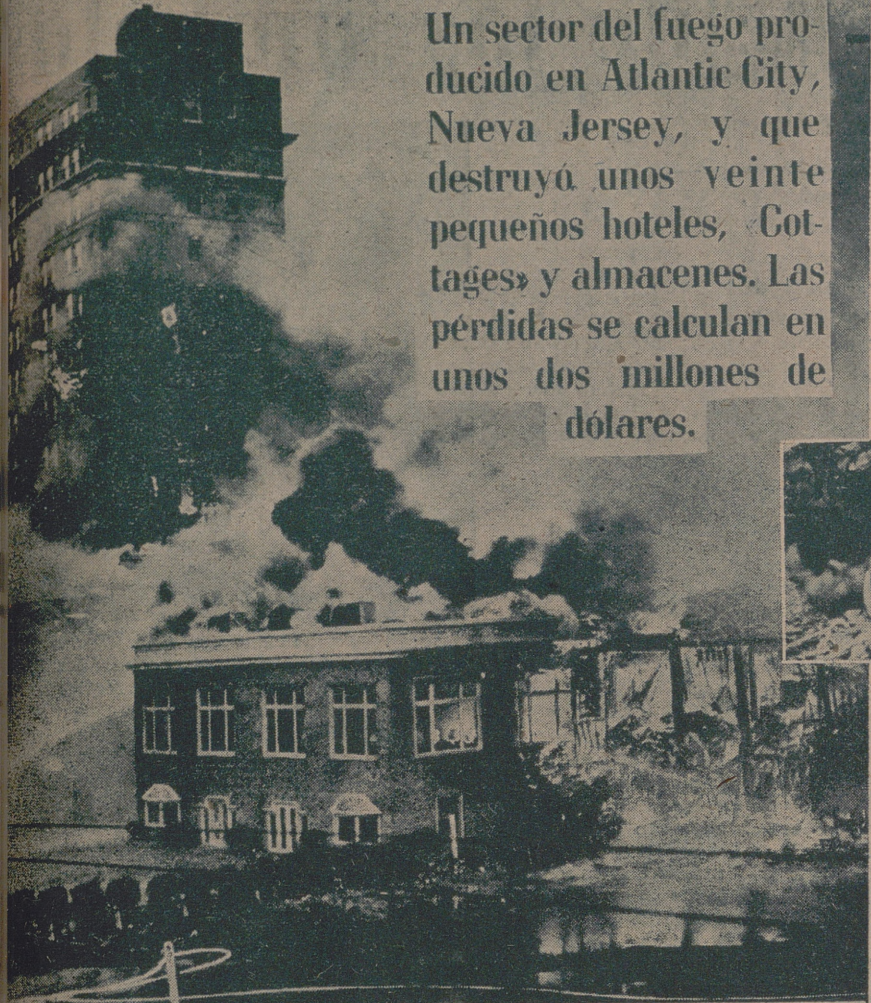 Un sector del fuego pro-
ducido en Atlantic City,
Nueva Jersey, y que
destruyó unos veinte
pequeños hoteles, «Cot-
tages» y almacenes. Las
pérdidas se calculan en
unos dos millones de
dólares.